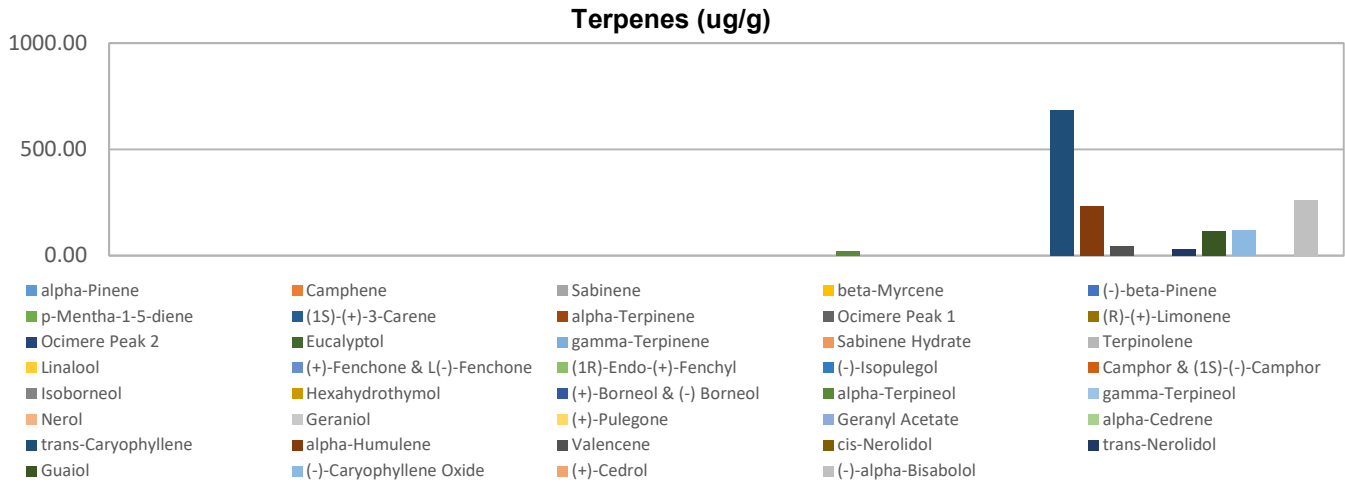 Terpenes (ug/g)
1000.00
500.00
0.00
alpha-Pinene Camphene Sabinene beta-Myrcene (-)-beta-Pinene
p-Mentha-1-5-diene (1S)-(+)-3-Carene alpha-Terpinene Ocimere Peak 1 (R)-(+)-Limonene
Ocimere Peak 2 Eucalyptol gamma-Terpinene Sabinene Hydrate Terpinolene
Linalool (+)-Fenchone & L(-)-Fenchone (1R)-Endo-(+)-Fenchyl (-)-Isopulegol Camphor & (1S)-(-)-Camphor
Isoborneol Hexahydrothymol (+)-Borneol & (-) Borneol alpha-Terpineol gamma-Terpineol
Nerol Geraniol (+)-Pulegone Geranyl Acetate alpha-Cedrene
trans-Caryophyllene alpha-Humulene Valencene cis-Nerolidol trans-Nerolidol
Guaiol (-)-Caryophyllene Oxide (+)-Cedrol (-)-alpha-Bisabolol